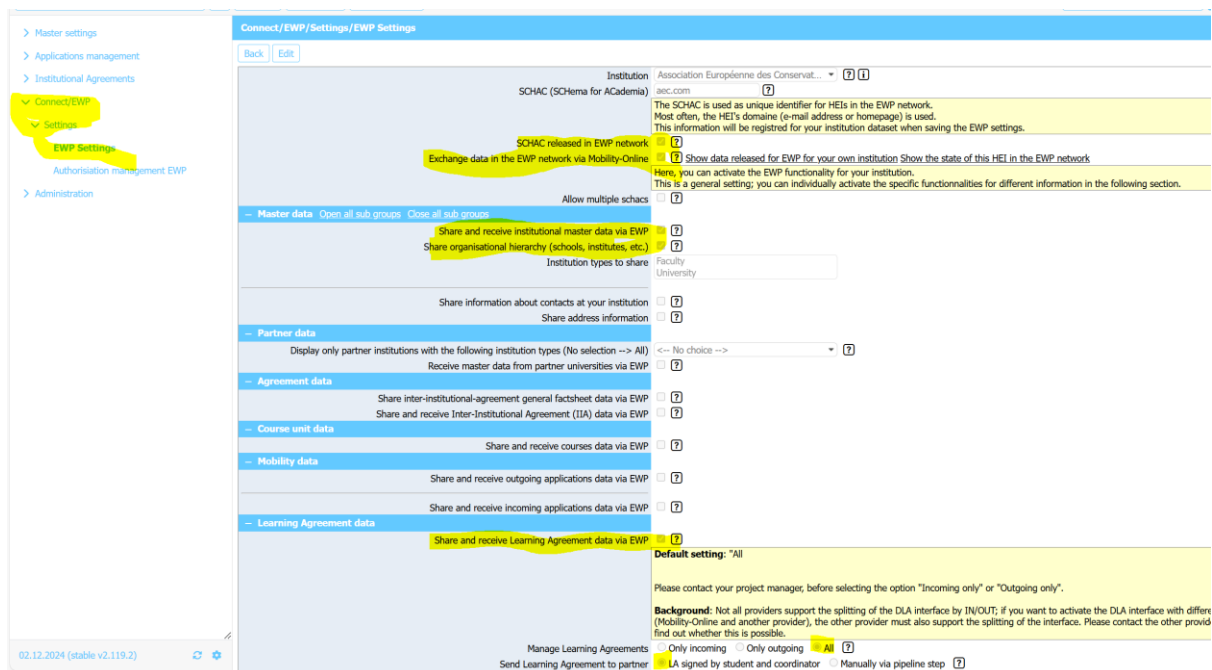 Master settings
Applications management
Institutional Agreements
Connect/EWP
Settings
EWP Settings
Authorisiation management EWP
Administration
02.12.2024 (stable v2.119.2)
Connect/EWP/Settings/EWP Settings
Back Edit
Institution Association Européenne des Conservat... ? i
SCHAC (SCHema for ACademia) aec.com ?
The SCHAC is used as unique identifier for HEIs in the EWP network.
Most often, the HEI's domaine (e-mail address or homepage) is used.
This information will be registred for your institution dataset when saving the EWP settings.
SCHAC released in EWP network ?
Exchange data in the EWP network via Mobility-Online ? Show data released for EWP for your own institution Show the state of this HEI in the EWP network
Here, you can activate the EWP functionality for your institution.
This is a general setting; you can individually activate the specific functionnalities for different information in the following section.
Allow multiple schacs ?
− Master data Open all sub groups Close all sub groups
Share and receive institutional master data via EWP ?
Share organisational hierarchy (schools, institutes, etc.) ?
Institution types to share Faculty
University
Share information about contacts at your institution ?
Share address information ?
− Partner data
Display only partner institutions with the following institution types (No selection --> All) <-- No choice --> ?
Receive master data from partner universities via EWP ?
− Agreement data
Share inter-institutional-agreement general factsheet data via EWP ?
Share and receive Inter-Institutional Agreement (IIA) data via EWP ?
− Course unit data
Share and receive courses data via EWP ?
− Mobility data
Share and receive outgoing applications data via EWP ?
Share and receive incoming applications data via EWP ?
− Learning Agreement data
Share and receive Learning Agreement data via EWP ?
Default setting: "All
Please contact your project manager, before selecting the option "Incoming only" or "Outgoing only".
Background: Not all providers support the splitting of the DLA interface by IN/OUT; if you want to activate the DLA interface with differe
(Mobility-Online and another provider), the other provider must also support the splitting of the interface. Please contact the other provide
find out whether this is possible.
Manage Learning Agreements Only incoming Only outgoing All ?
Send Learning Agreement to partner LA signed by student and coordinator Manually via pipeline step ?